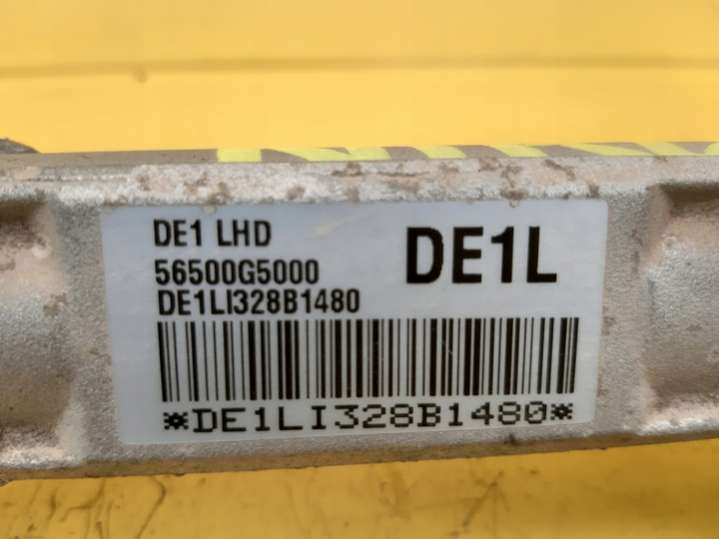 DE1 LHD
DE1L
56500G5000
DE1LI328B1480
*DE1LI328B1480*